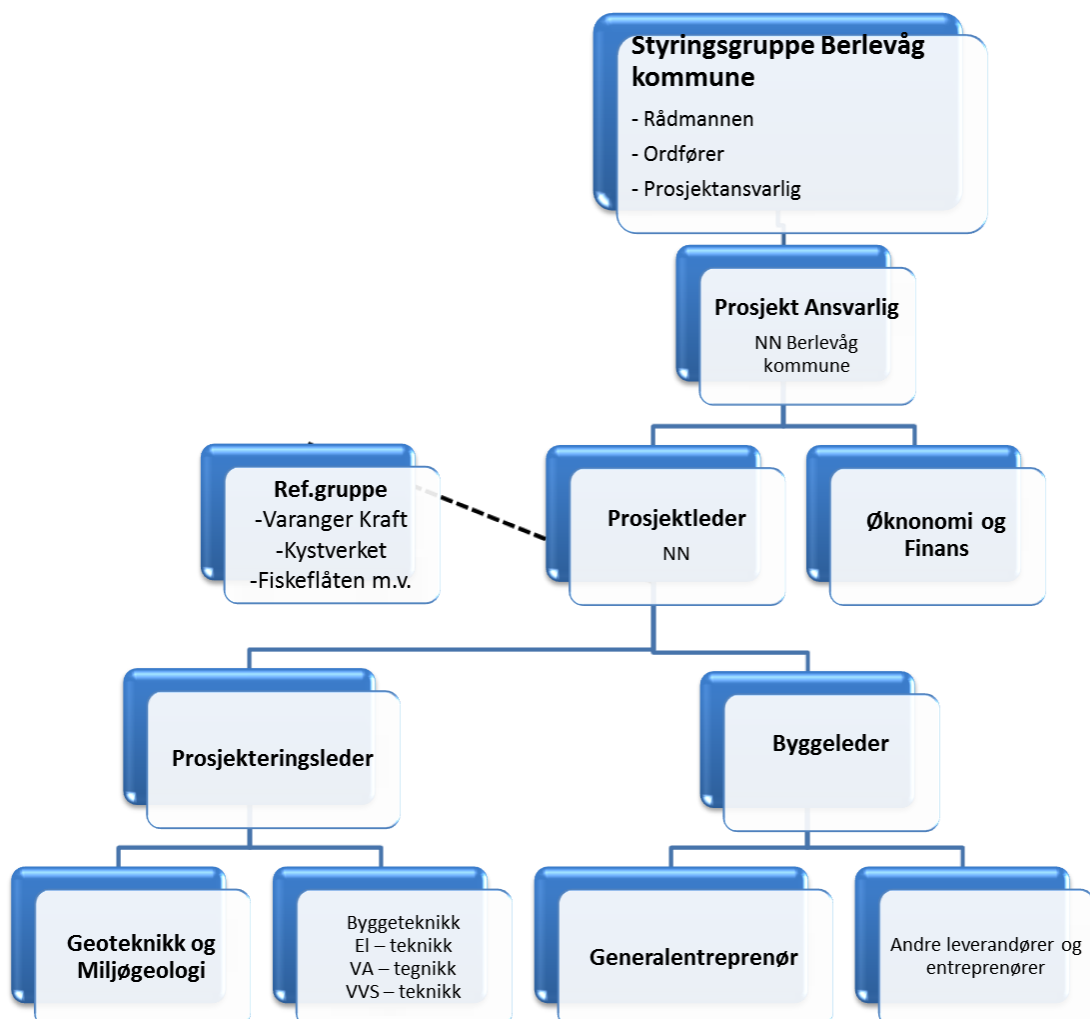 Styringsgruppe Berlevåg
kommune
- Rådmannen
- Ordfører
- Prosjektansvarlig
Prosjekt Ansvarlig
NN Berlevåg
kommune
Ref.gruppe
-Varanger Kraft
-Kystverket
-Fiskeflåten m.v.
Prosjektleder
NN
Øknonomi og
Finans
Prosjekteringsleder
Byggeleder
Geoteknikk og
Miljøgeologi
Byggeteknikk
El – teknikk
VA – tegnikk
VVS – teknikk
Generalentreprenør
Andre leverandører og
entreprenører